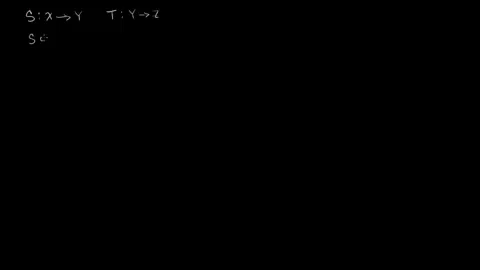 S : X → Y T : Y → Z
S